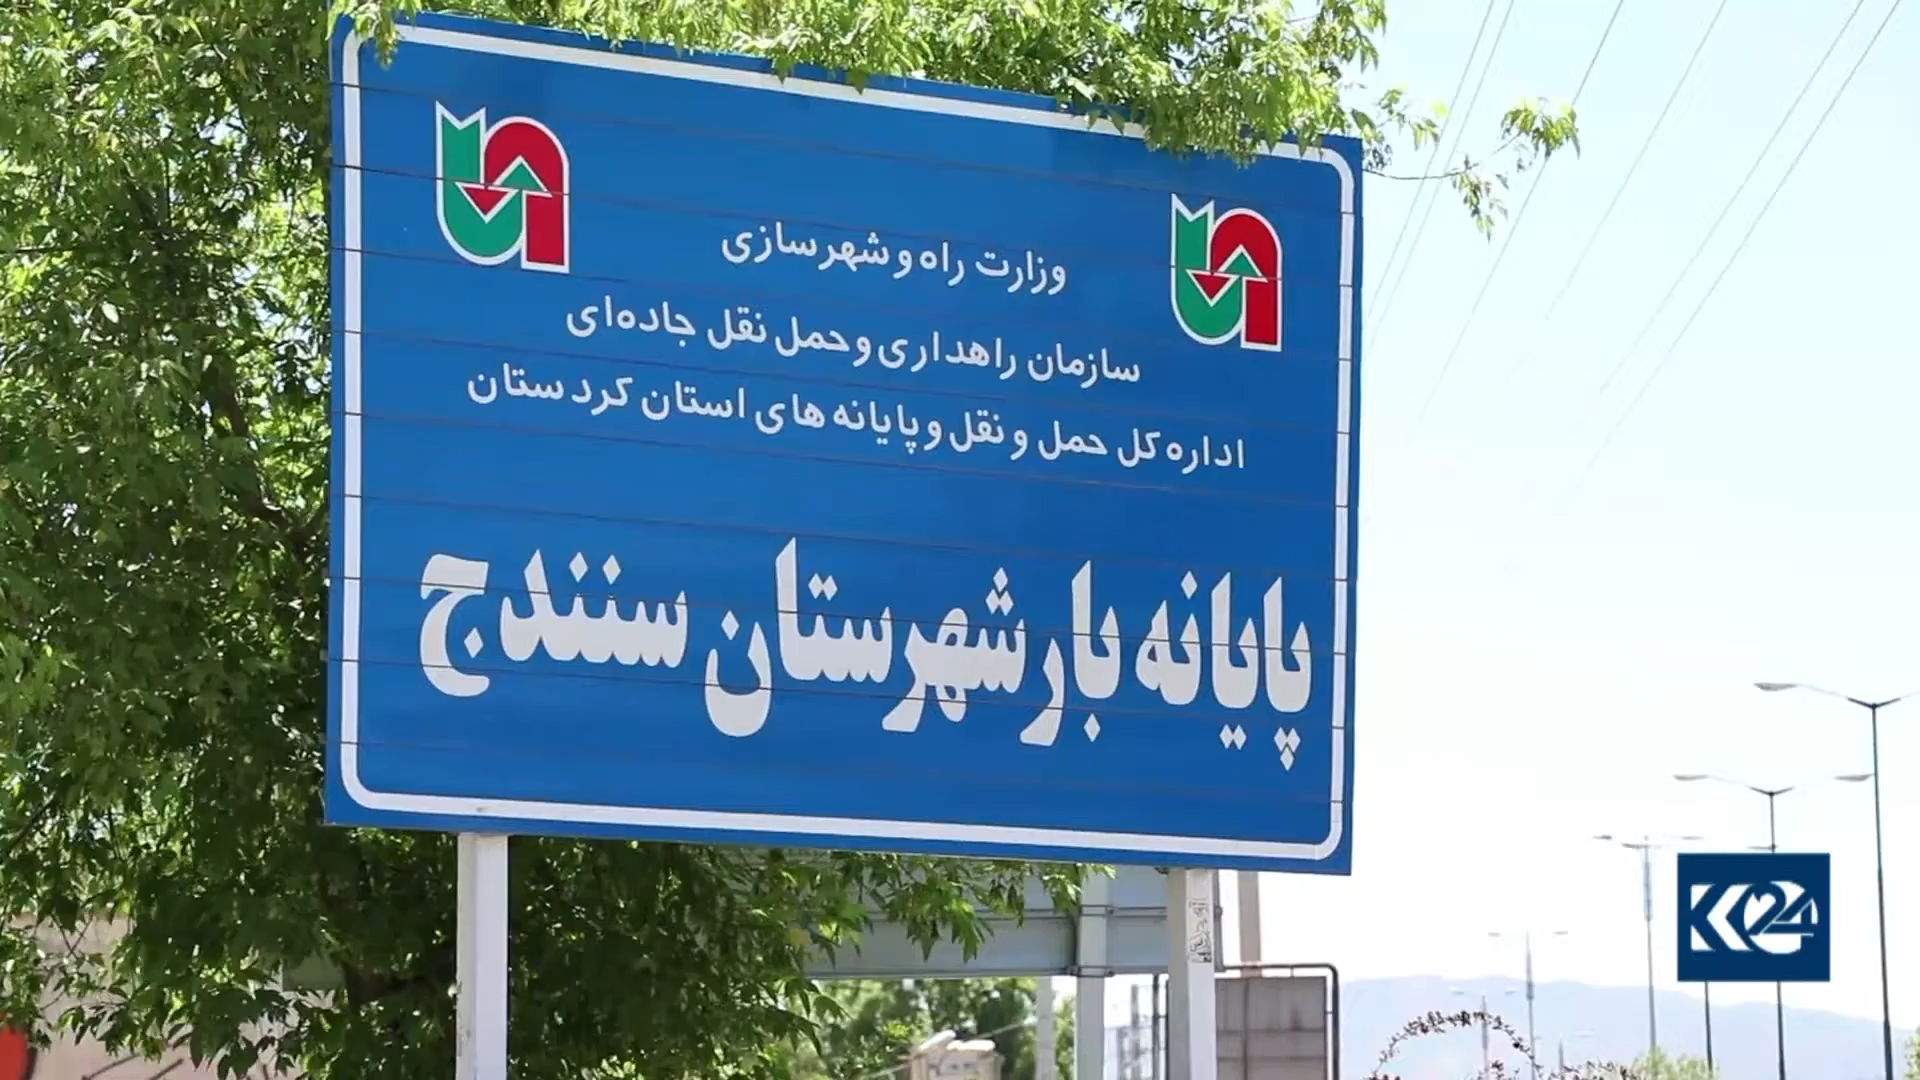 وزارت راه و شهرسازی
سازمان راهداری و حمل نقل جاده‌ای
اداره کل حمل و نقل و پایانه های استان کردستان
پایانه بار شهرستان سنندج
K24